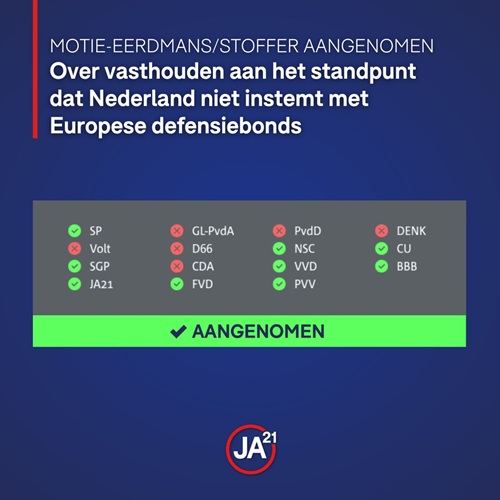 MOTIE-EERDMANS/STOFFER AANGENOMEN
Over vasthouden aan het standpunt
dat Nederland niet instemt met
Europese defensiebonds
SP GL-PvdA PvdD DENK
Volt D66 NSC CU
SGP CDA VVD BBB
JA21 FVD PVV
AANGENOMEN
JA21